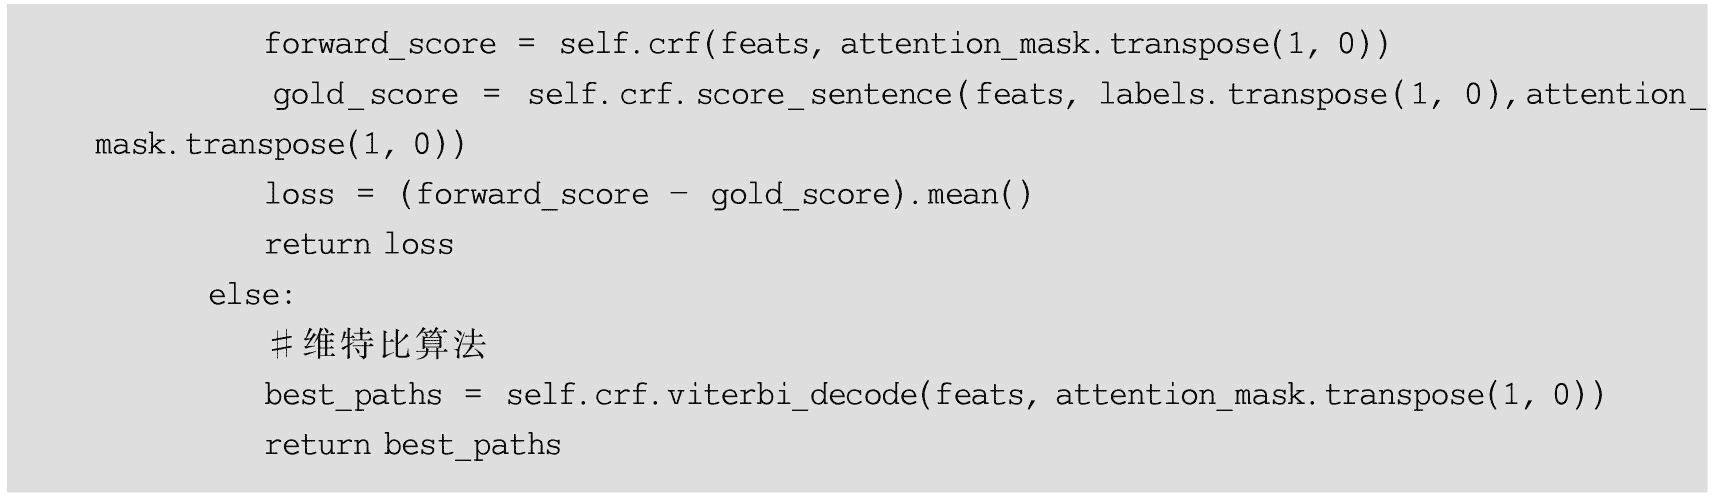 forward_score = self.crf(feats, attention_mask.transpose(1, 0))
gold_score = self.crf.score_sentence(feats, labels.transpose(1, 0),attention_
mask.transpose(1, 0))
loss = (forward_score - gold_score).mean()
return loss
else:
#维特比算法
best_paths = self.crf.viterbi_decode(feats, attention_mask.transpose(1, 0))
return best_paths